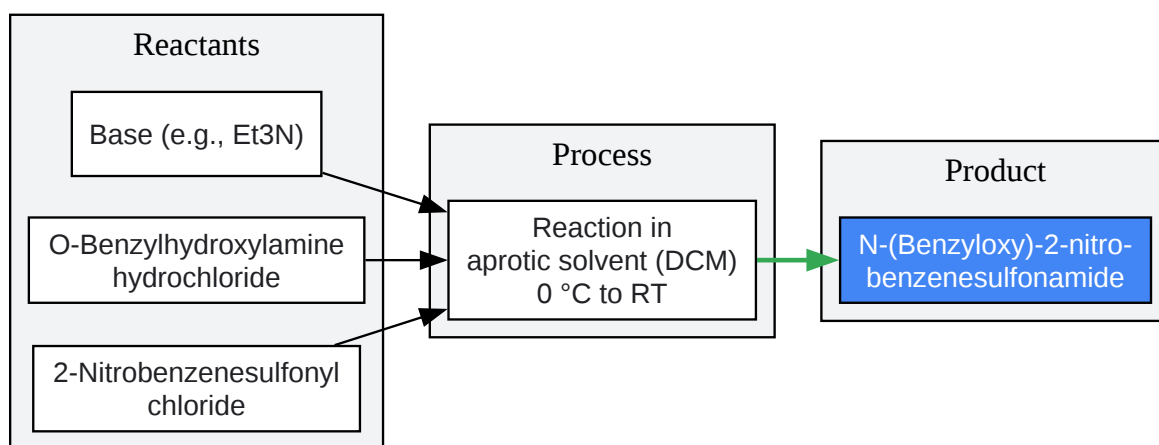 Reactants
Base (e.g., Et3N)
O-Benzylhydroxylamine
hydrochloride
2-Nitrobenzenesulfonyl
chloride
Process
Reaction in
aprotic solvent (DCM)
0 °C to RT
Product
N-(Benzyloxy)-2-nitro-
benzenesulfonamide